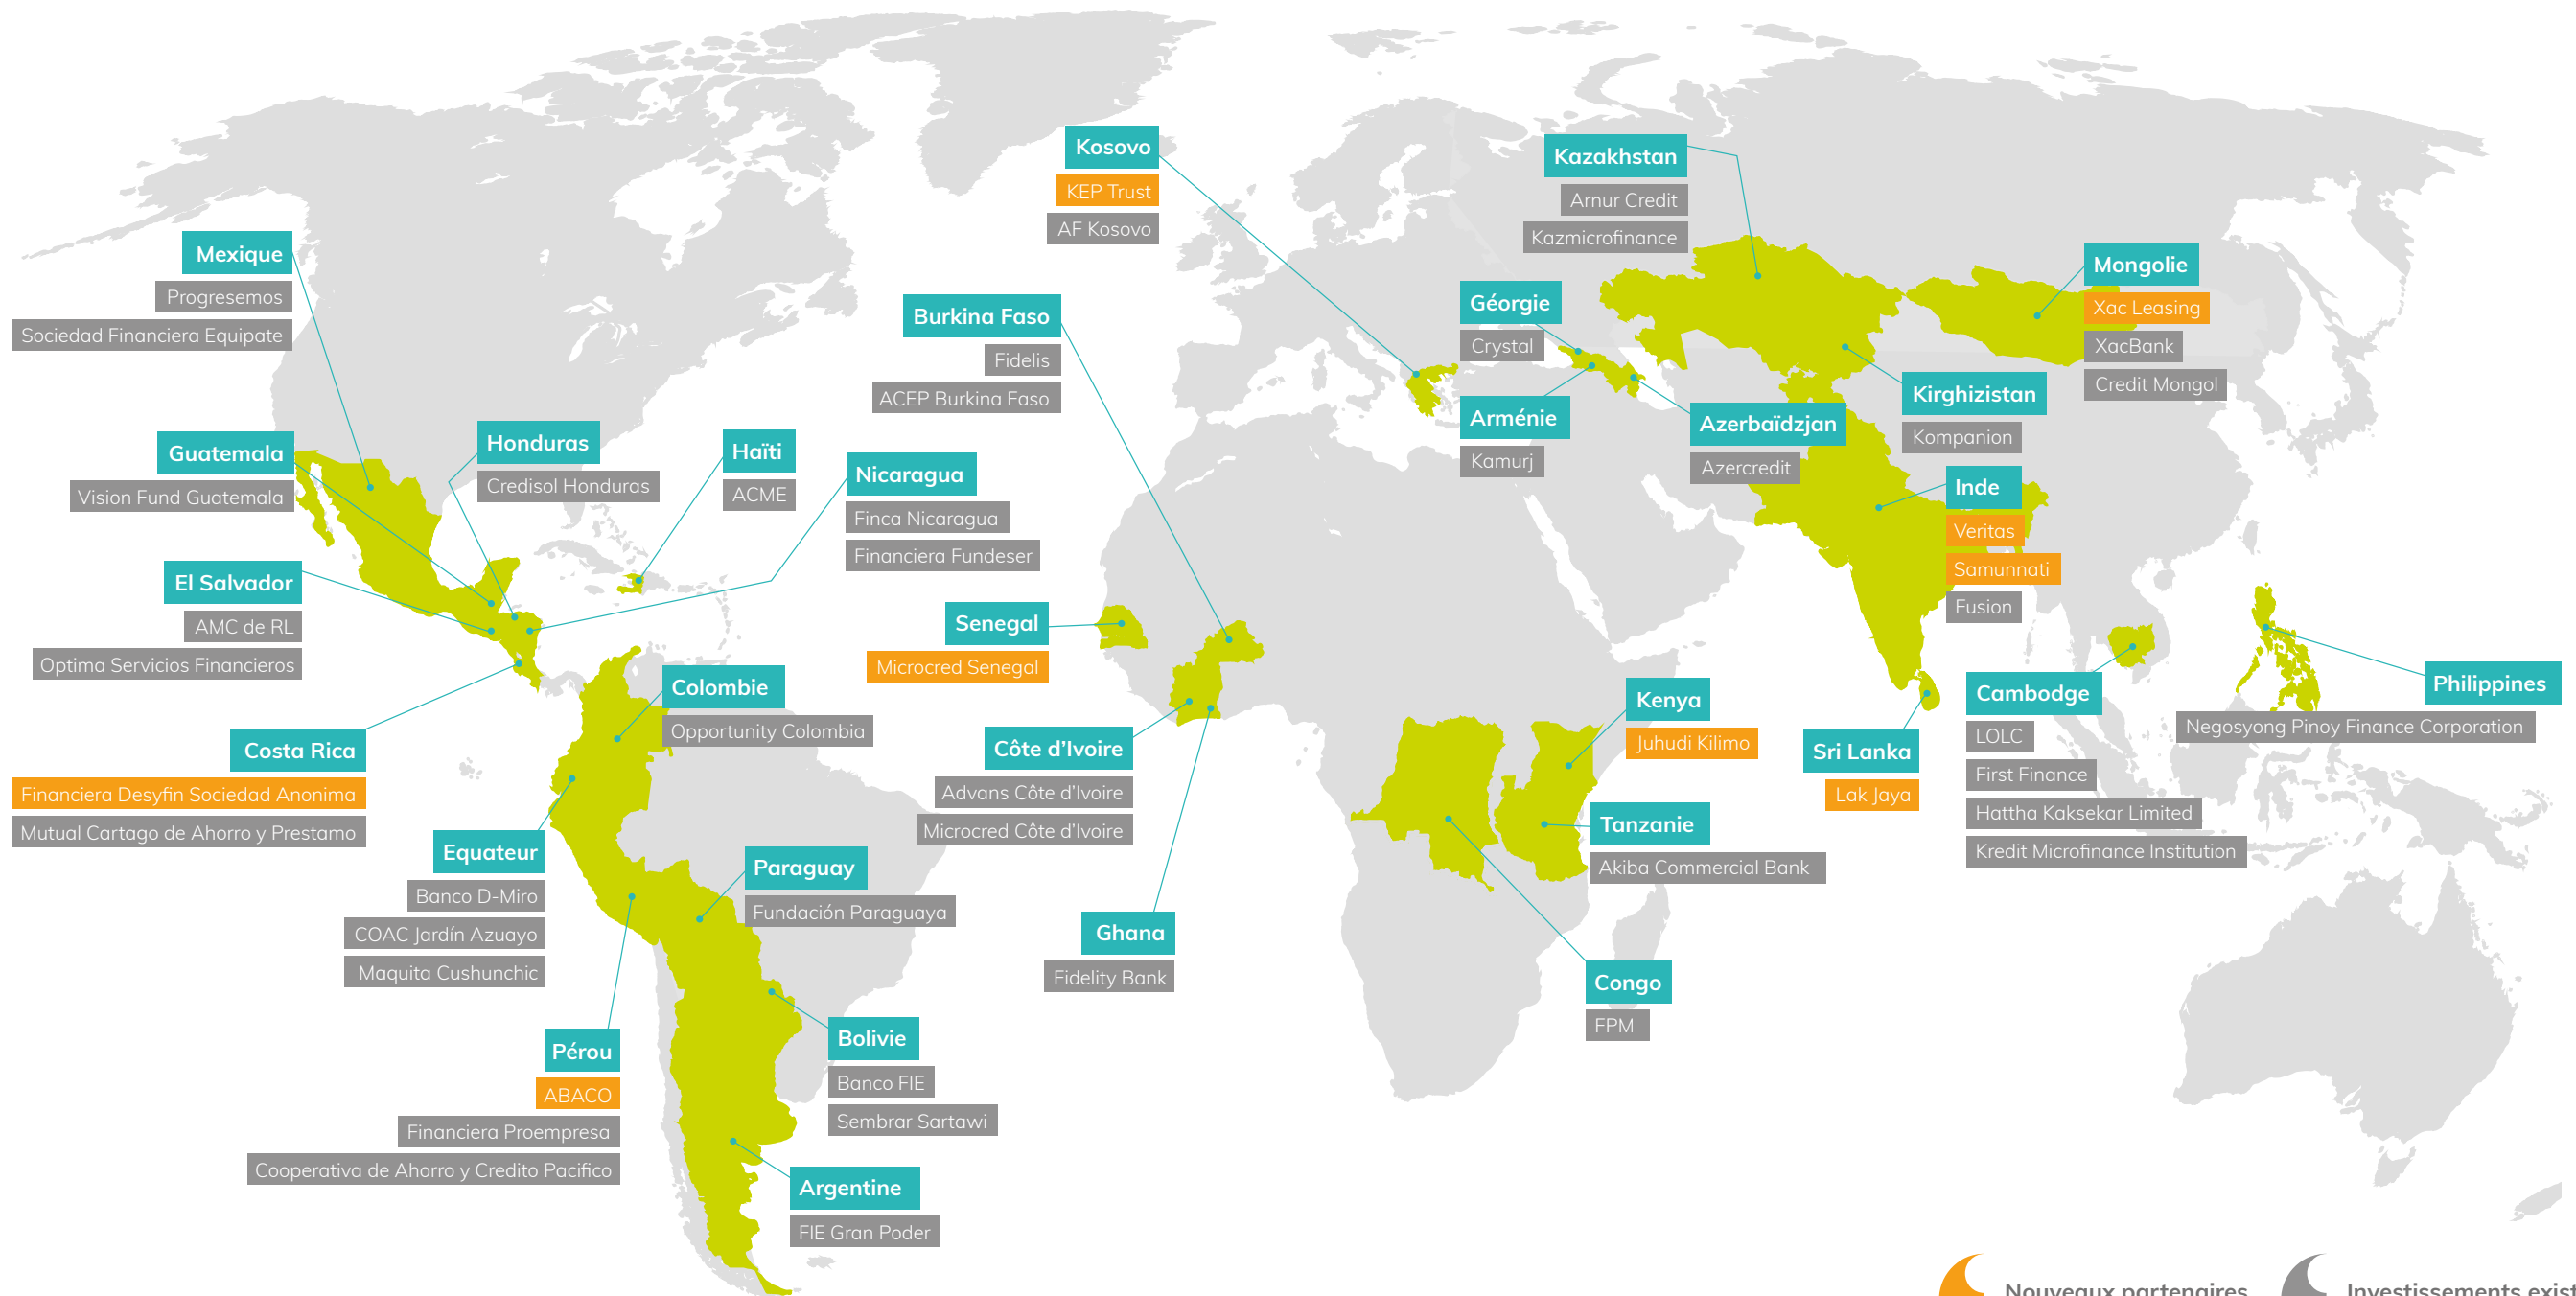 Kosovo
KEP Trust
AF Kosovo
Kazakhstan
Arnur Credit
Kazmicrofinance
Mexique
Progresemos
Sociedad Financiera Equipate
Mongolie
Xac Leasing
XacBank
Credit Mongol
Burkina Faso
Fidelis
ACEP Burkina Faso
Géorgie
Crystal
Arménie
Kamurj
Azerbaïdzjan
Azercredit
Kirghizistan
Kompanion
Guatemala
Vision Fund Guatemala
Honduras
Credisol Honduras
Haïti
ACME
Nicaragua
Finca Nicaragua
Financiera Fundeser
Inde
Veritas
Samunnati
Fusion
El Salvador
AMC de RL
Optima Servicios Financieros
Senegal
Microcred Senegal
Colombie
Opportunity Colombia
Kenya
Juhudi Kilimo
Cambodge
LOLC
First Finance
Hattha Kaksekar Limited
Kredit Microfinance Institution
Philippines
Negosyong Pinoy Finance Corporation
Costa Rica
Financiera Desyfin Sociedad Anonima
Mutual Cartago de Ahorro y Prestamo
Côte d'Ivoire
Advans Côte d'Ivoire
Microcred Côte d'Ivoire
Sri Lanka
Lak Jaya
Tanzanie
Akiba Commercial Bank
Equateur
Banco D-Miro
COAC Jardín Azuayo
Maquita Cushunchic
Paraguay
Fundación Paraguaya
Ghana
Fidelity Bank
Congo
FPM
Pérou
ABACO
Financiera Proempresa
Cooperativa de Ahorro y Credito Pacifico
Bolivie
Banco FIE
Sembrar Sartawi
Argentine
FIE Gran Poder
Nouveaux partenaires
Investissements exist